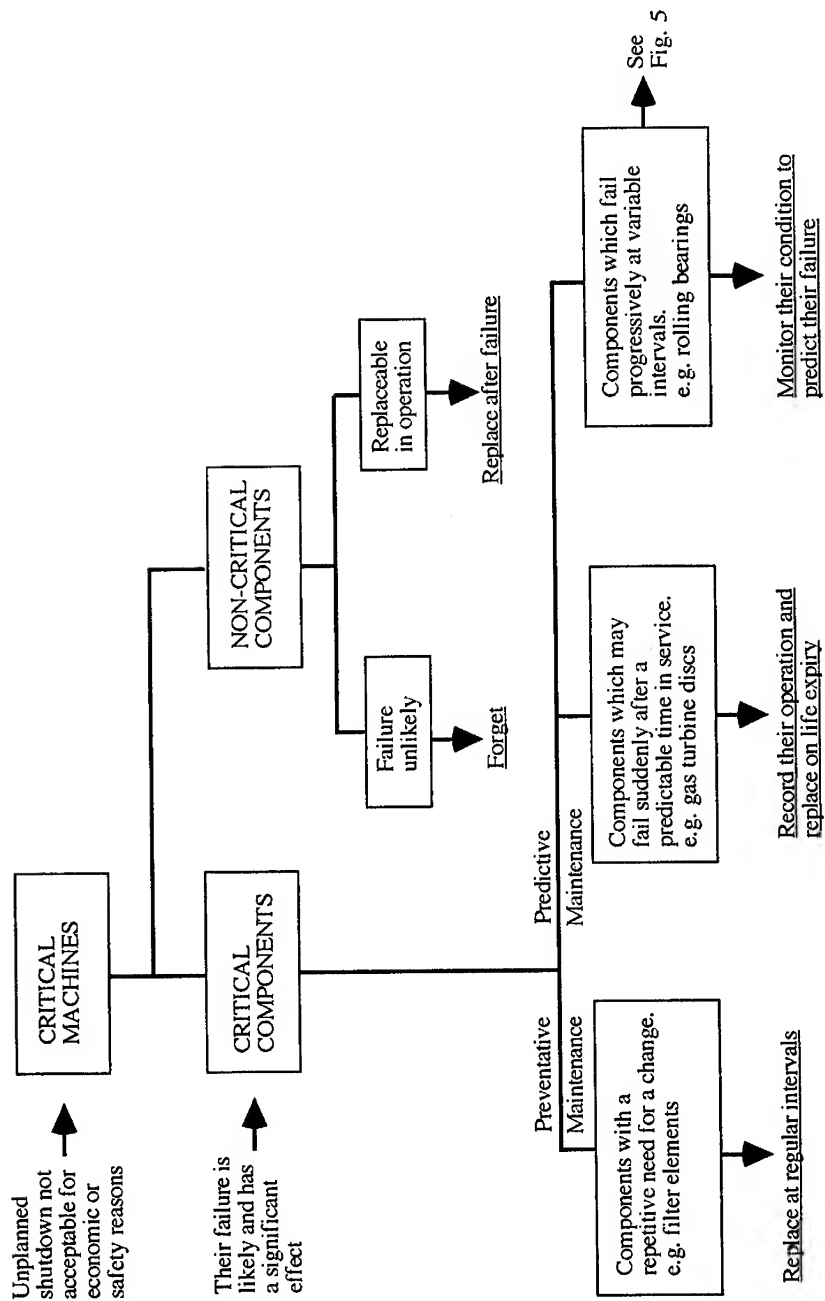 Unplanned
shutdown not
acceptable for
economic or
safety reasons
CRITICAL
MACHINES
Their failure is
likely and has
a significant
effect
CRITICAL
COMPONENTS
NON-CRITICAL
COMPONENTS
Failure
unlikely
Forget
Replaceable
in operation
Replace after failure
Preventative
Maintenance
Predictive
Maintenance
Components with a
repetitive need for a change.
e.g. filter elements
Replace at regular intervals
Components which may
fail suddenly after a
predictable time in service.
e.g. gas turbine discs
Record their operation and
replace on life expiry
Components which fail
progressively at variable
intervals.
e.g. rolling bearings
See
Fig. 5
Monitor their condition to
predict their failure